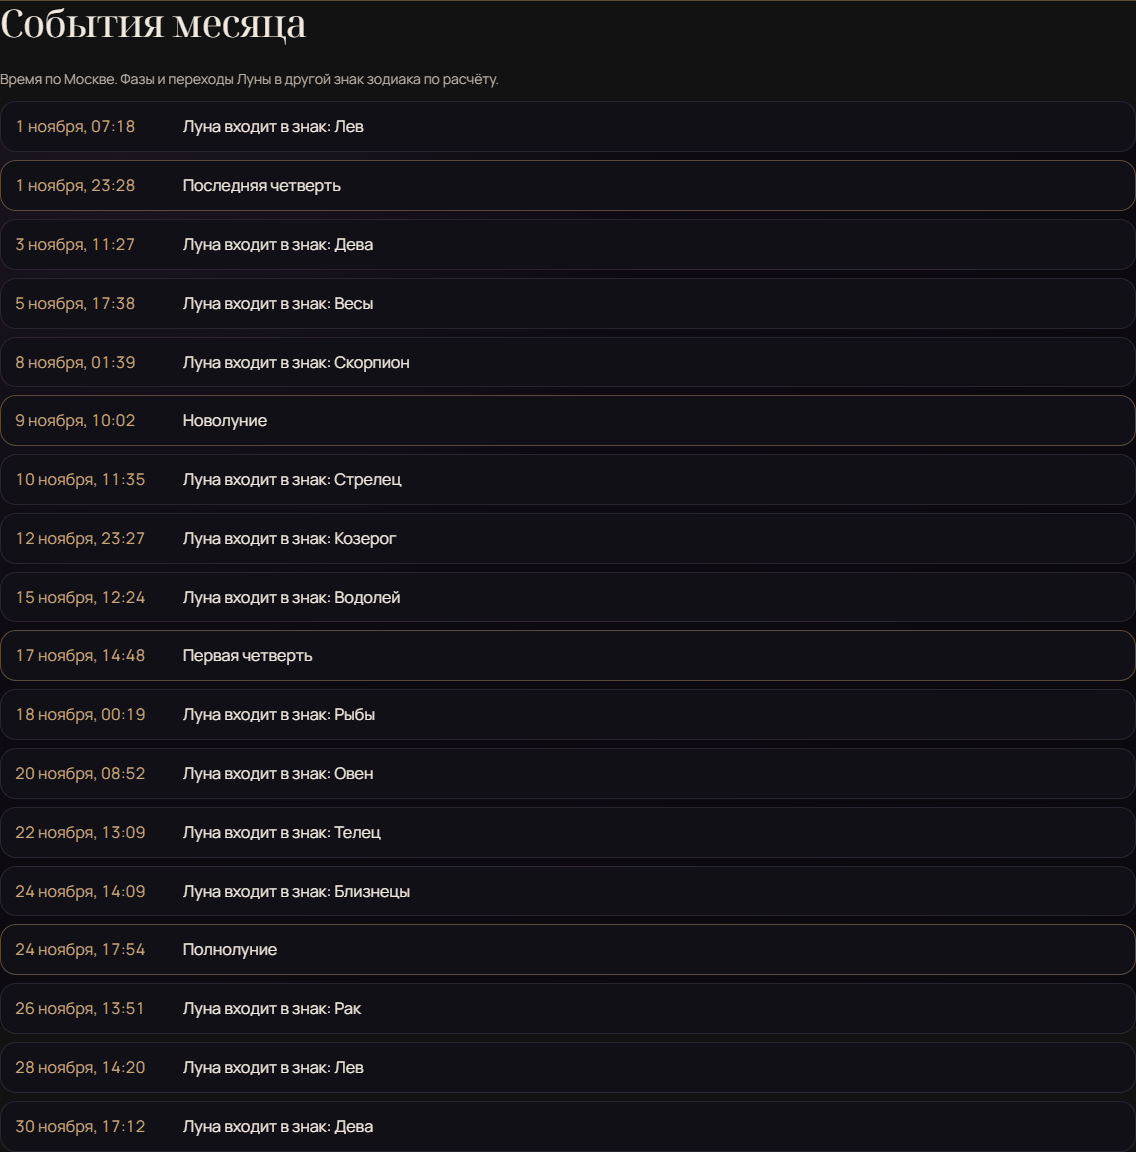 События месяца
Время по Москве. Фазы и переходы Луны в другой знак зодиака по расчёту.
1 ноября, 07:18 Луна входит в знак: Лев
1 ноября, 23:28 Последняя четверть
3 ноября, 11:27 Луна входит в знак: Дева
5 ноября, 17:38 Луна входит в знак: Весы
8 ноября, 01:39 Луна входит в знак: Скорпион
9 ноября, 10:02 Новолуние
10 ноября, 11:35 Луна входит в знак: Стрелец
12 ноября, 23:27 Луна входит в знак: Козерог
15 ноября, 12:24 Луна входит в знак: Водолей
17 ноября, 14:48 Первая четверть
18 ноября, 00:19 Луна входит в знак: Рыбы
20 ноября, 08:52 Луна входит в знак: Овен
22 ноября, 13:09 Луна входит в знак: Телец
24 ноября, 14:09 Луна входит в знак: Близнецы
24 ноября, 17:54 Полнолуние
26 ноября, 13:51 Луна входит в знак: Рак
28 ноября, 14:20 Луна входит в знак: Лев
30 ноября, 17:12 Луна входит в знак: Дева